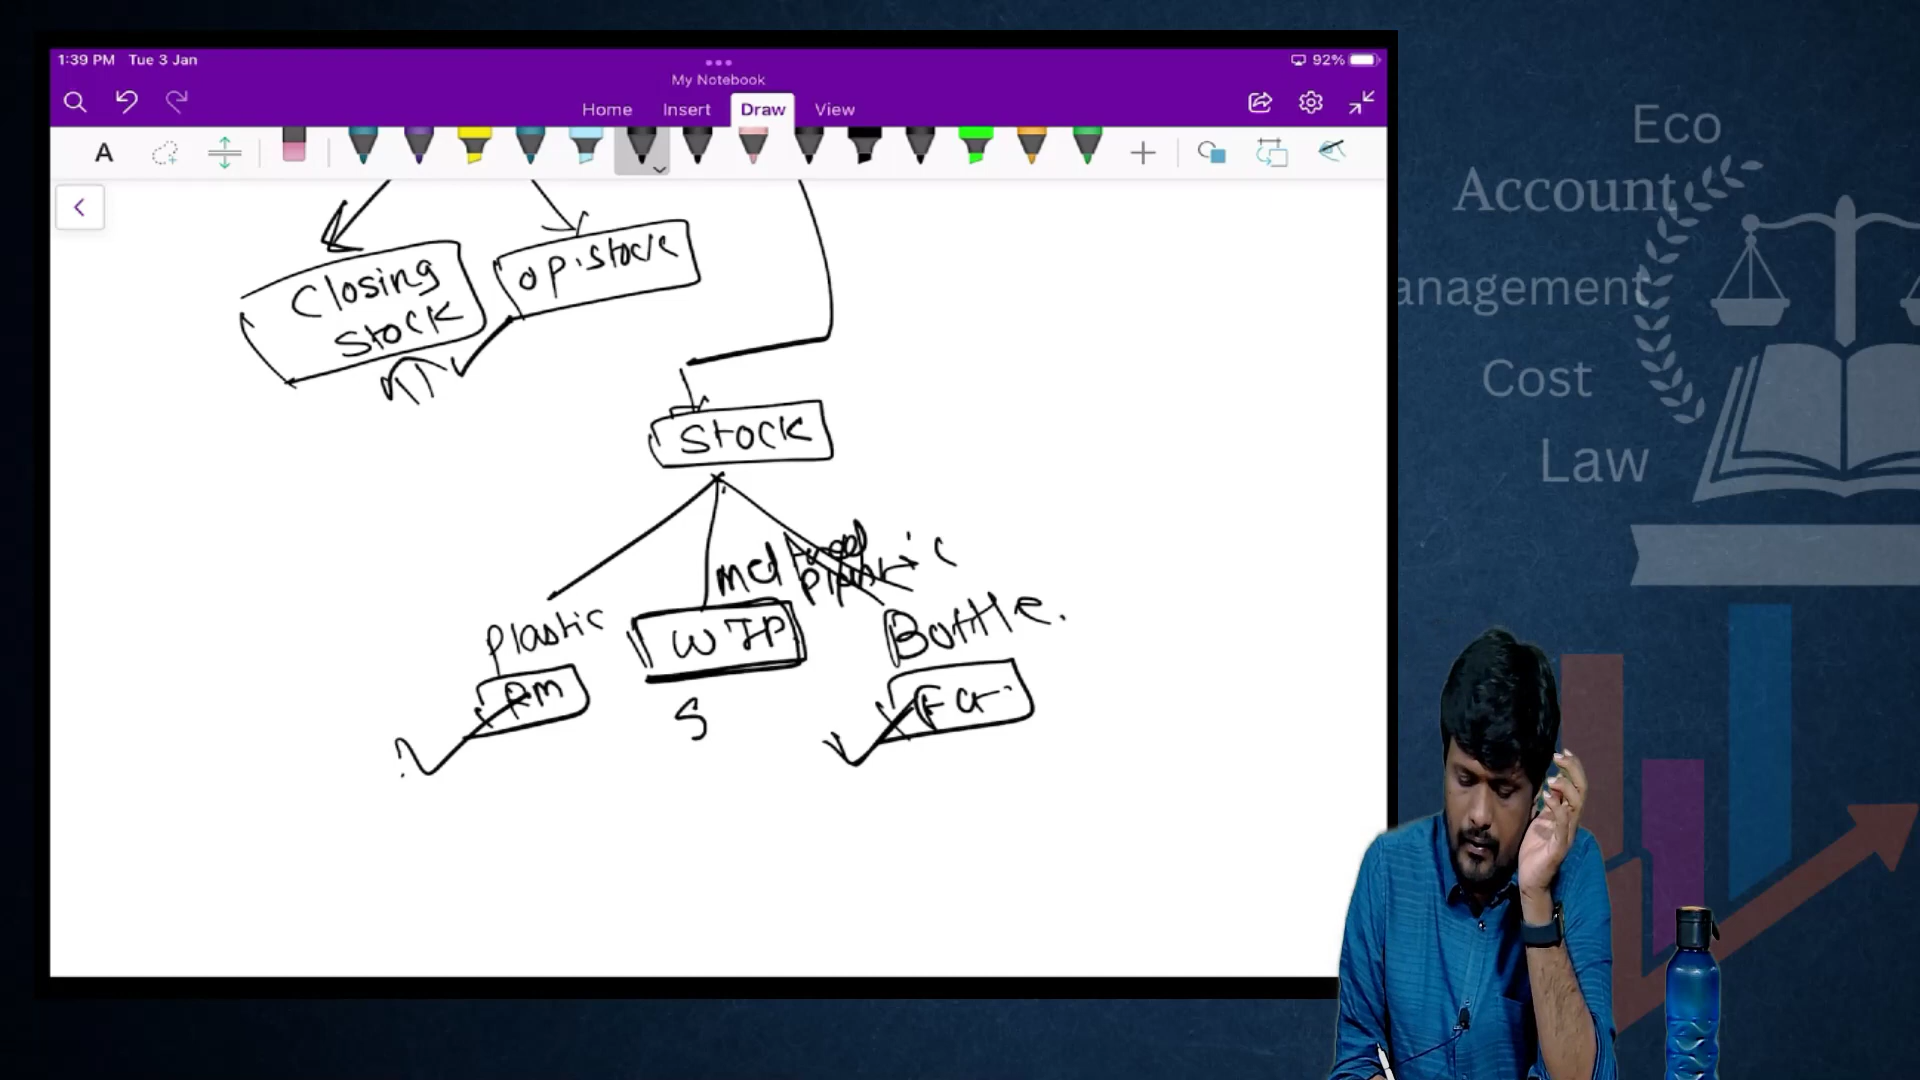 1:39 PM Tue 3 Jan
92%
My Notebook
Home Insert Draw View
A
Closing
Stock
op.stock
Stock
Plastic
WIP
Bottle.
RM
S
Eco
Account
anagement
Cost
Law